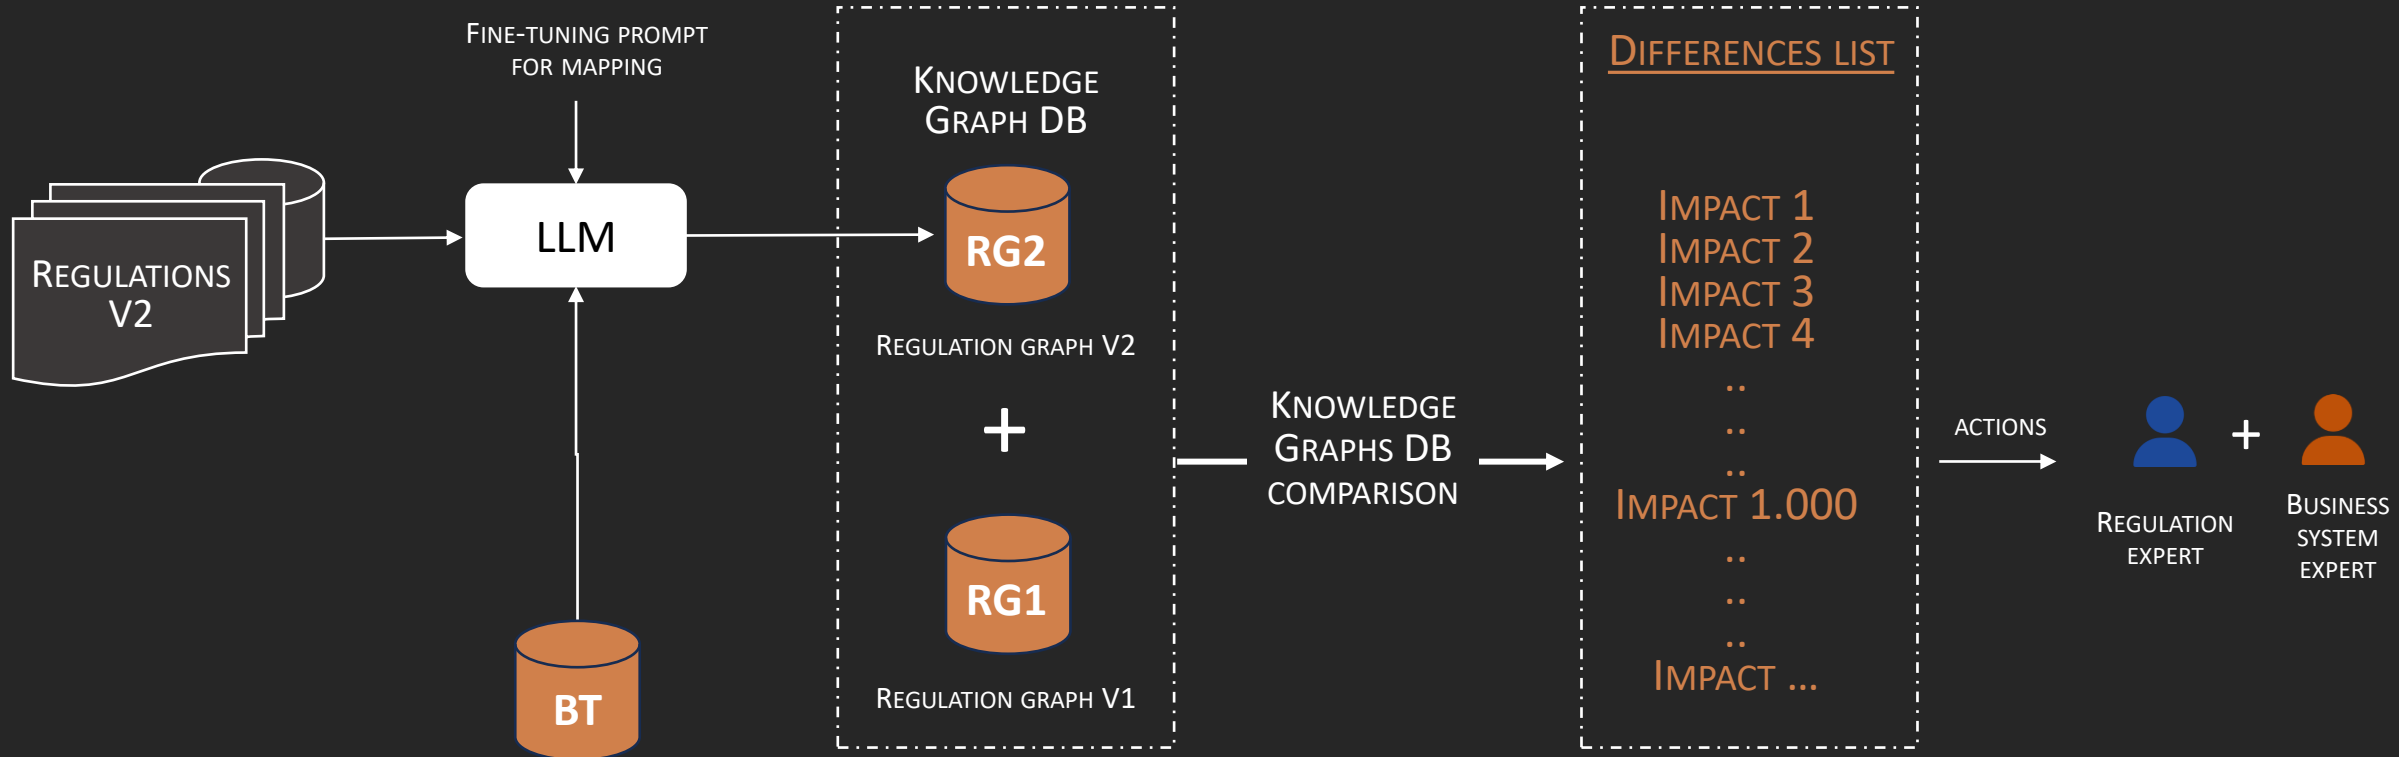 Fine-tuning prompt
for mapping
Regulations
V2
LLM
BT
Knowledge
Graph DB
RG2
Regulation graph V2
+
RG1
Regulation graph V1
Knowledge
Graphs DB
comparison
Differences list
Impact 1
Impact 2
Impact 3
Impact 4
..
..
..
Impact 1.000
..
..
..
Impact ...
actions
+
Regulation
expert
Business
system
expert